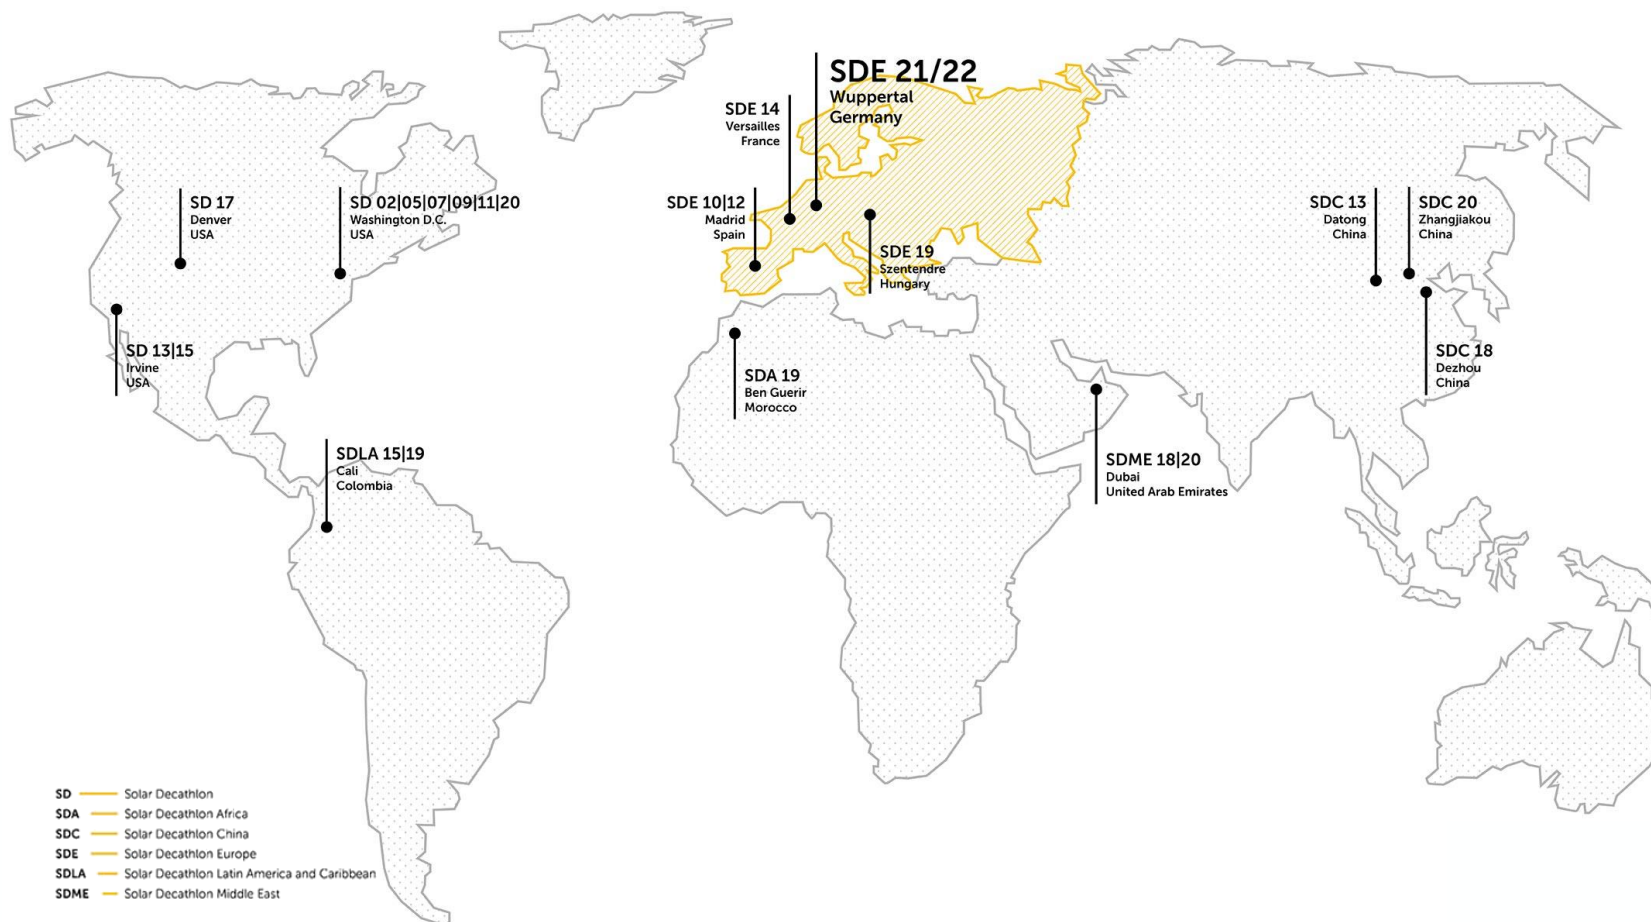 SDE 21/22
Wuppertal
Germany
SDE 14
Versailles
France
SD 17
Denver
USA
SD 02|05|07|09|11|20
Washington D.C.
USA
SDE 10|12
Madrid
Spain
SDE 19
Szentendre
Hungary
SDC 13
Datong
China
SDC 20
Zhangjiakou
China
SD 13|15
Irvine
USA
SDA 19
Ben Guerir
Morocco
SDC 18
Dezhou
China
SDLA 15|19
Cali
Colombia
SDME 18|20
Dubai
United Arab Emirates
SD Solar Decathlon
SDA Solar Decathlon Africa
SDC Solar Decathlon China
SDE Solar Decathlon Europe
SDLA Solar Decathlon Latin America and Caribbean
SDME Solar Decathlon Middle East